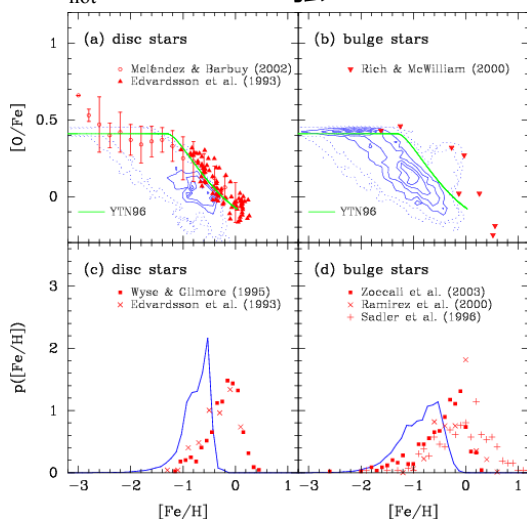 not
(a) disc stars
Meléndez & Barbuy (2002)
Edvardsson et al. (1993)
YTN96
(b) bulge stars
Rich & McWilliam (2000)
YTN96
[O/Fe]
1
0.5
0
(c) disc stars
Wyse & Gilmore (1995)
Edvardsson et al. (1993)
(d) bulge stars
Zoccali et al. (2003)
Ramirez et al. (2000)
Sadler et al. (1996)
p([Fe/H])
3
2
1
0
−3 −2 −1 0 1
−3 −2 −1 0 1
[Fe/H]
[Fe/H]